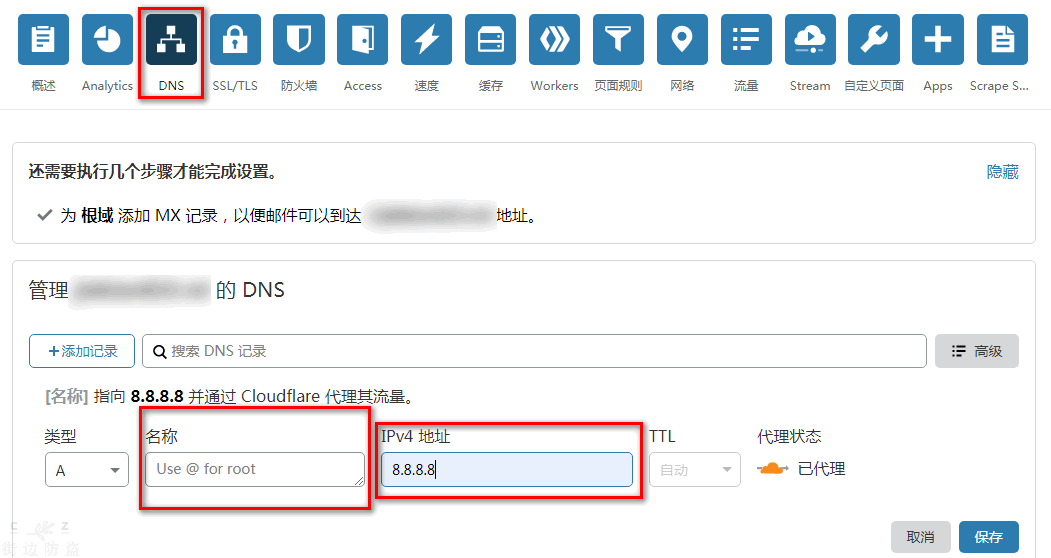 概述 Analytics DNS SSL/TLS 防火墙 Access 速度 缓存 Workers 页面规则 网络 流量 Stream 自定义页面 Apps Scrape S...
还需要执行几个步骤才能完成设置。 隐藏
为 根域 添加 MX 记录，以便邮件可以到达 地址。
管理 的 DNS
+添加记录 搜索 DNS 记录 高级
[名称] 指向 8.8.8.8 并通过 Cloudflare 代理其流量。
类型 名称 IPv4 地址 TTL 代理状态
A Use @ for root 8.8.8.8 自动 已代理
取消 保存
C Z
街边防盗